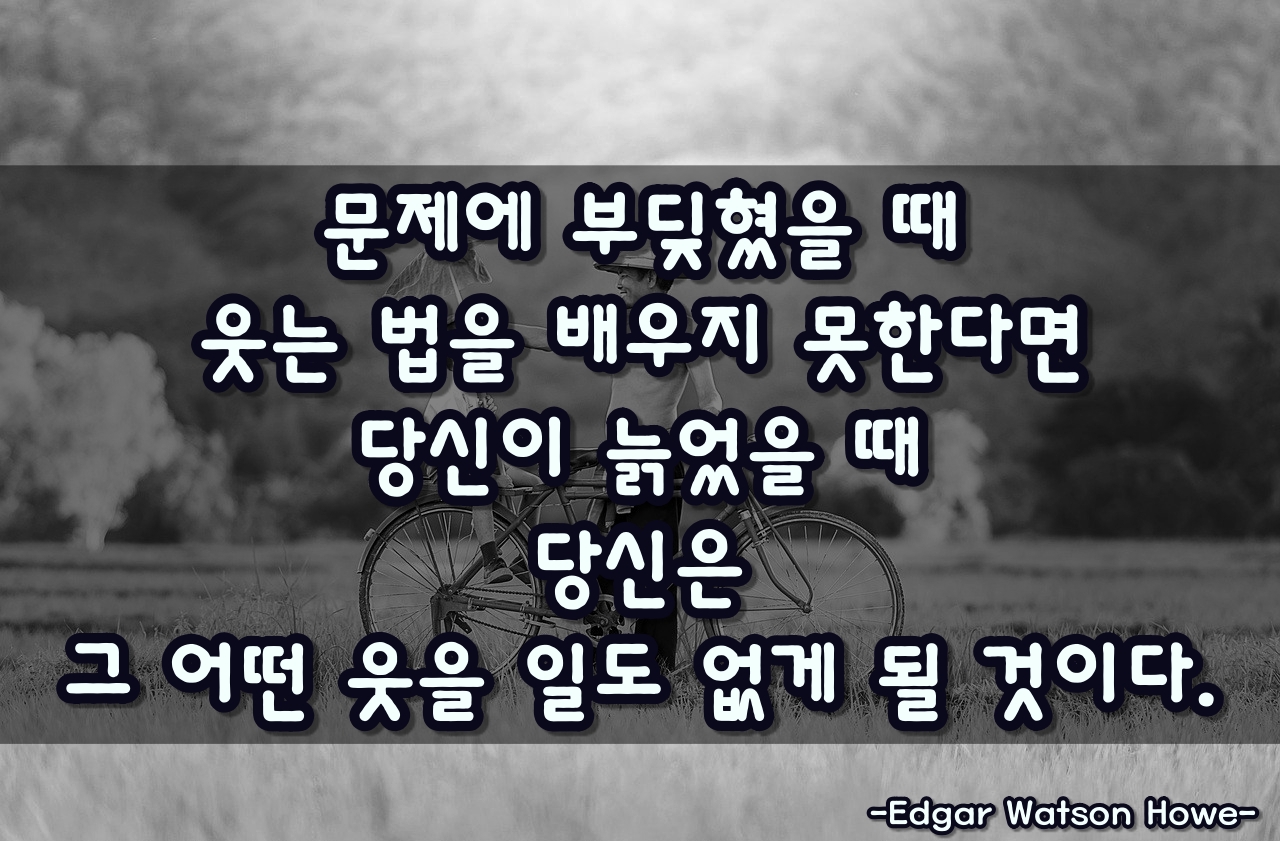 문제에 부딪혔을 때
웃는 법을 배우지 못한다면
당신이 늙었을 때
당신은
그 어떤 웃을 일도 없게 될 것이다.
-Edgar Watson Howe-